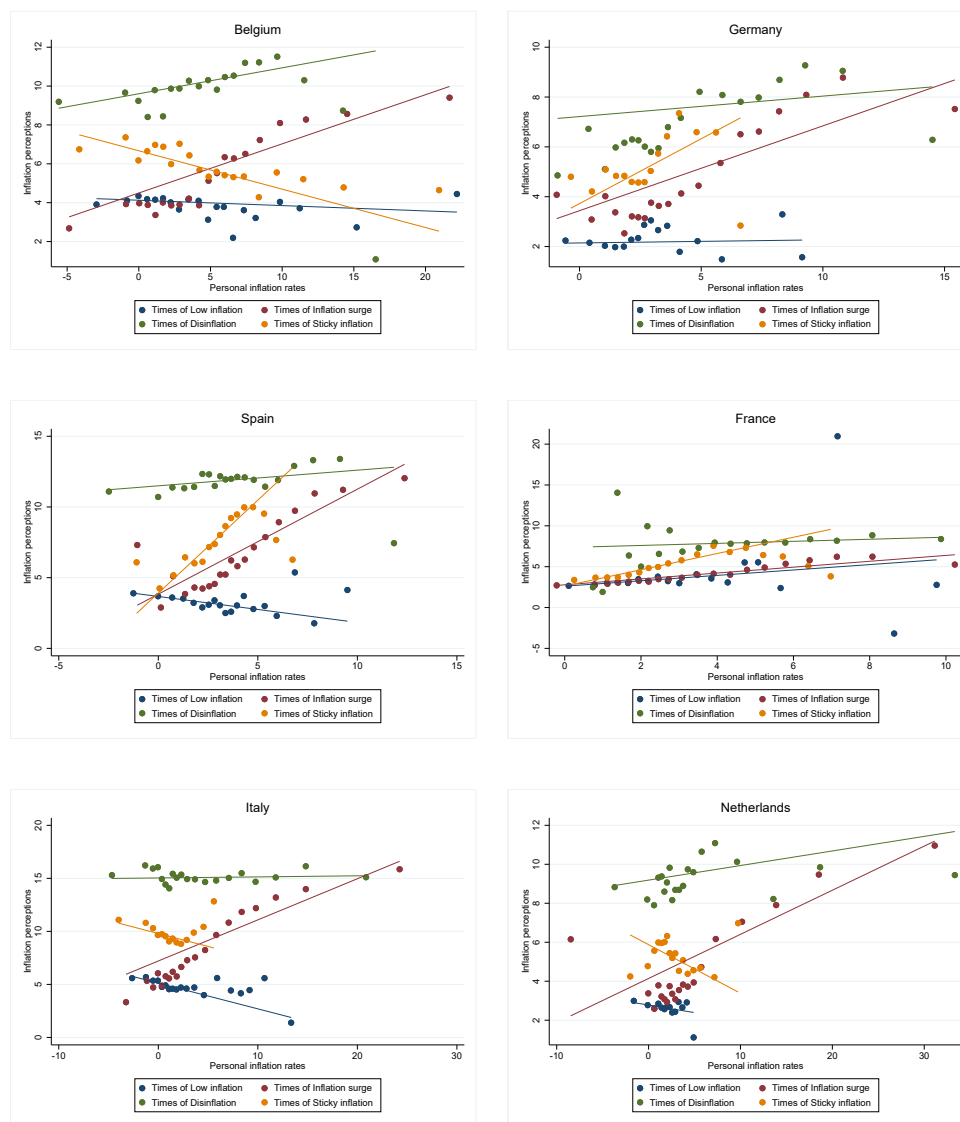 Belgium
Inflation perceptions
12
10
8
6
4
2
-5
0
5
10
15
20
Personal inflation rates
Times of Low inflation
Times of Inflation surge
Times of Disinflation
Times of Sticky inflation
Germany
Inflation perceptions
10
8
6
4
2
0
5
10
15
Personal inflation rates
Times of Low inflation
Times of Inflation surge
Times of Disinflation
Times of Sticky inflation
Spain
Inflation perceptions
15
10
5
0
-5
0
5
10
15
Personal inflation rates
Times of Low inflation
Times of Inflation surge
Times of Disinflation
Times of Sticky inflation
France
Inflation perceptions
20
15
10
5
0
-5
0
2
4
6
8
10
Personal inflation rates
Times of Low inflation
Times of Inflation surge
Times of Disinflation
Times of Sticky inflation
Italy
Inflation perceptions
20
15
10
5
0
-10
0
10
20
30
Personal inflation rates
Times of Low inflation
Times of Inflation surge
Times of Disinflation
Times of Sticky inflation
Netherlands
Inflation perceptions
12
10
8
6
4
2
-10
0
10
20
30
Personal inflation rates
Times of Low inflation
Times of Inflation surge
Times of Disinflation
Times of Sticky inflation